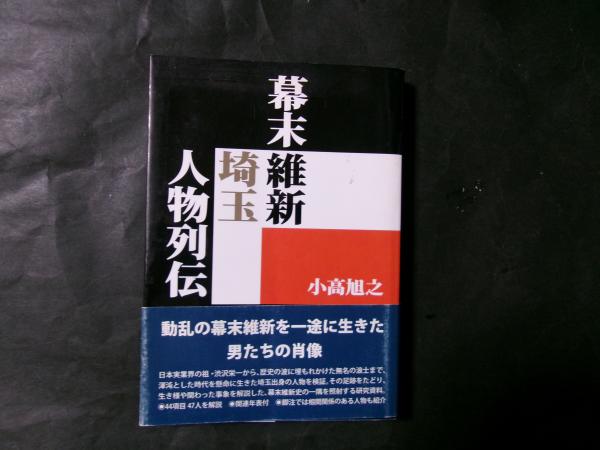 幕末維新
埼玉
人物列伝
小高旭之
動乱の幕末維新を一途に生きた
男たちの肖像
日本実業界の祖・渋沢栄一から、歴史の波に埋もれかけた無名の浪士まで、
渾沌とした時代を懸命に生きた埼玉出身の人物を検証。その足跡をたどり、
生き様や関わった事象を解説した、幕末維新史の一隅を照射する研究資料。
◉44項目 47人を解説　◉関連年表付　◉脚注では相関関係のある人物も紹介